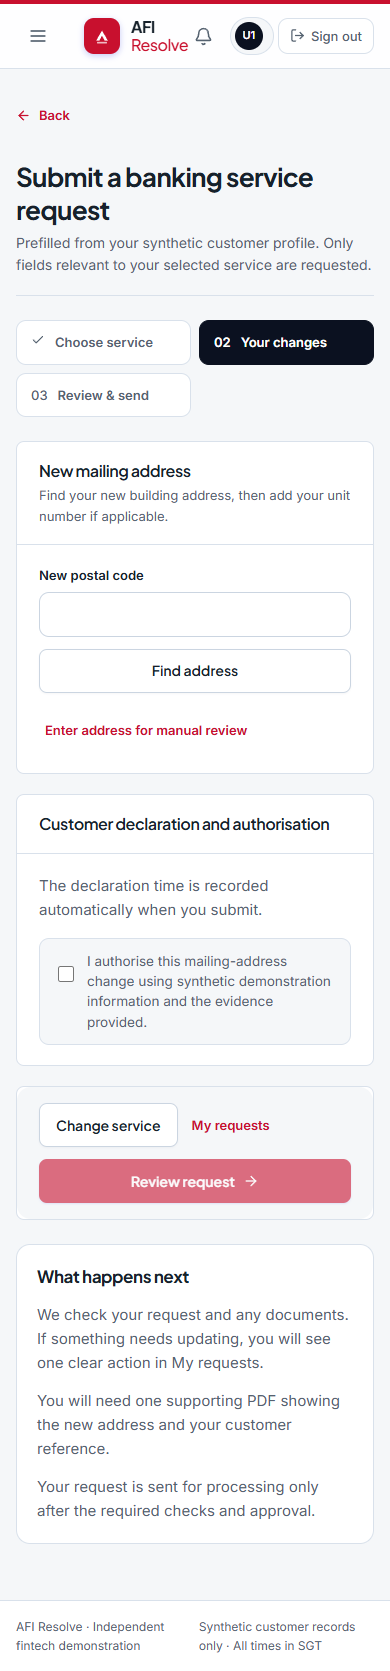 AFI
Resolve
U1
Sign out
Back
Submit a banking service
request
Prefilled from your synthetic customer profile. Only
fields relevant to your selected service are requested.
Choose service
02 Your changes
03 Review & send
New mailing address
Find your new building address, then add your unit
number if applicable.
New postal code
Find address
Enter address for manual review
Customer declaration and authorisation
The declaration time is recorded
automatically when you submit.
I authorise this mailing-address
change using synthetic demonstration
information and the evidence
provided.
Change service
My requests
Review request
What happens next
We check your request and any documents.
If something needs updating, you will see
one clear action in My requests.
You will need one supporting PDF showing
the new address and your customer
reference.
Your request is sent for processing only
after the required checks and approval.
AFI Resolve · Independent
fintech demonstration
Synthetic customer records
only · All times in SGT